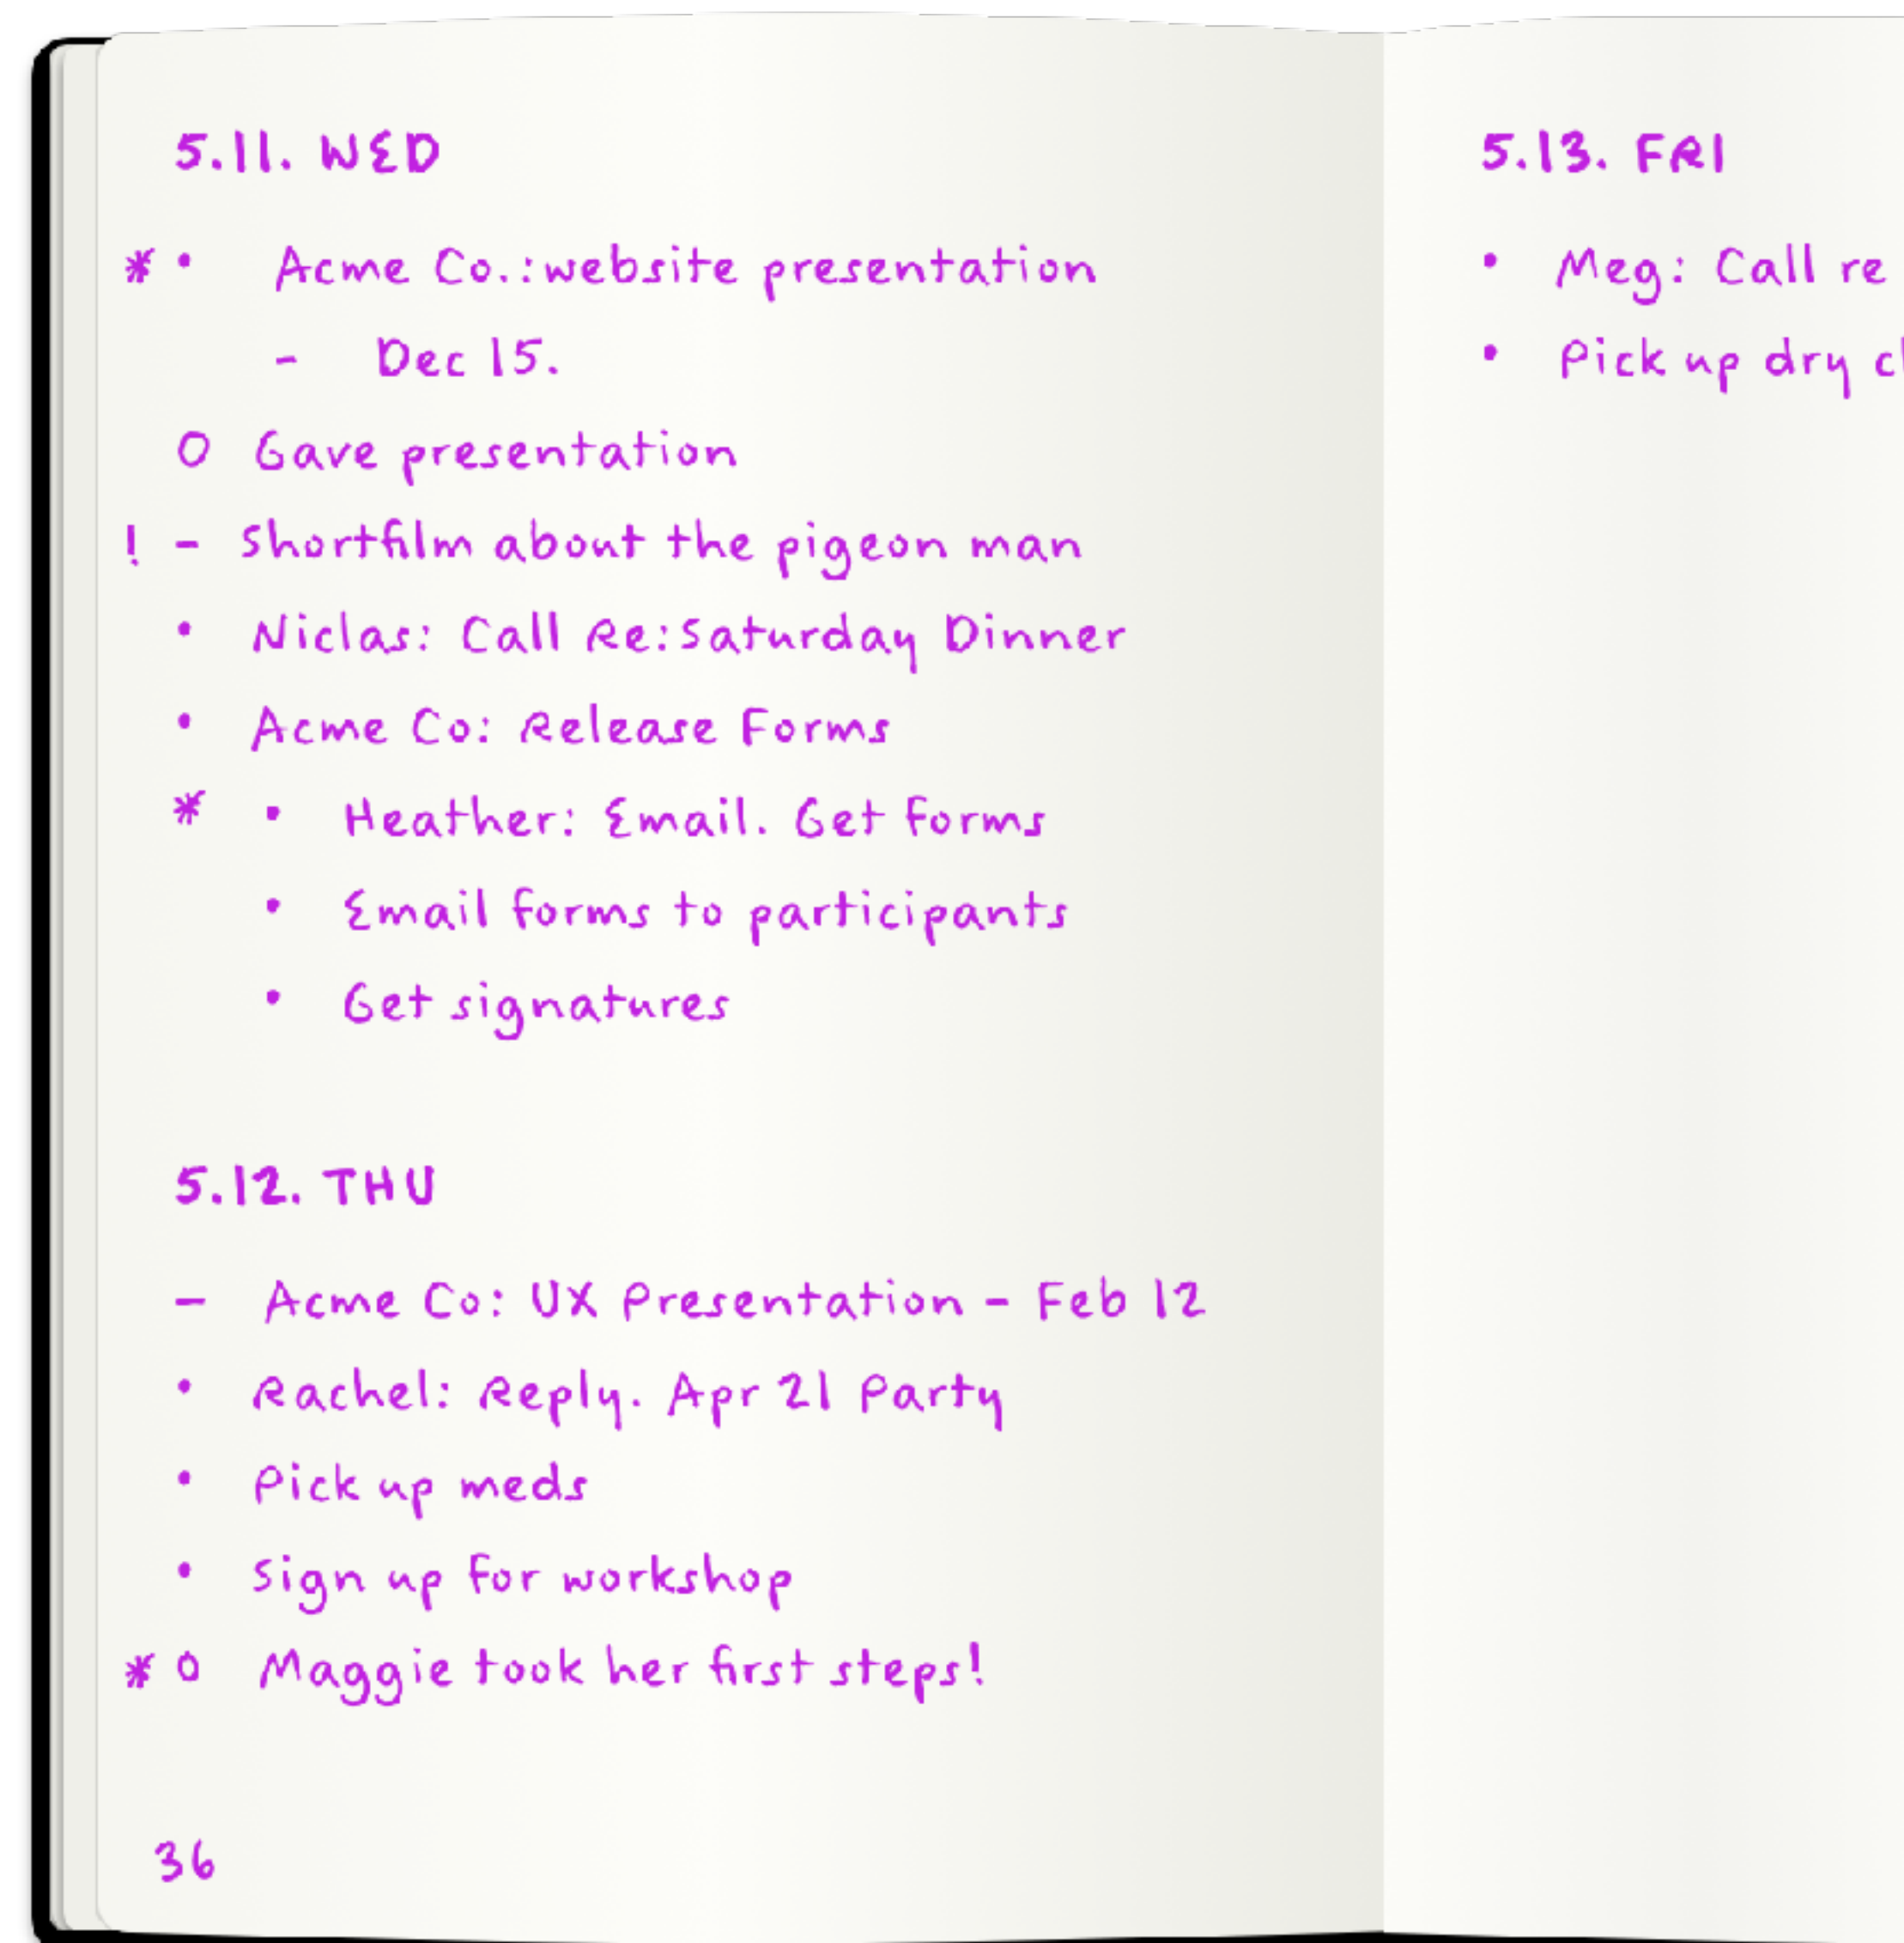 5.11. WED
* • Acme Co.: website presentation
- Dec 15.
O Gave presentation
! - Shortfilm about the pigeon man
• Niclas: Call Re: Saturday Dinner
• Acme Co: Release Forms
* • Heather: Email. Get forms
• Email forms to participants
• Get signatures
5.12. THU
- Acme Co: UX Presentation - Feb 12
• Rachel: Reply. Apr 21 Party
• Pick up meds
• Sign up for workshop
* O Maggie took her first steps!
36
5.13. FRI
• Meg: Call re
• Pick up dry